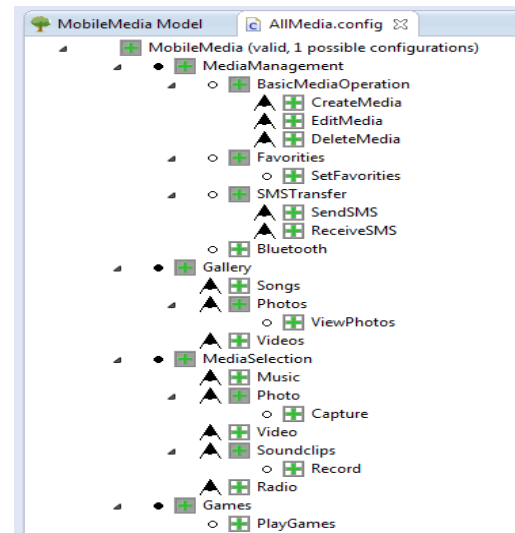 MobileMedia Model AllMedia.config
MobileMedia (valid, 1 possible configurations)
MediaManagement
BasicMediaOperation
CreateMedia
EditMedia
DeleteMedia
Favorities
SetFavorities
SMSTransfer
SendSMS
ReceiveSMS
Bluetooth
Gallery
Songs
Photos
ViewPhotos
Videos
MediaSelection
Music
Photo
Capture
Video
Soundclips
Record
Radio
Games
PlayGames